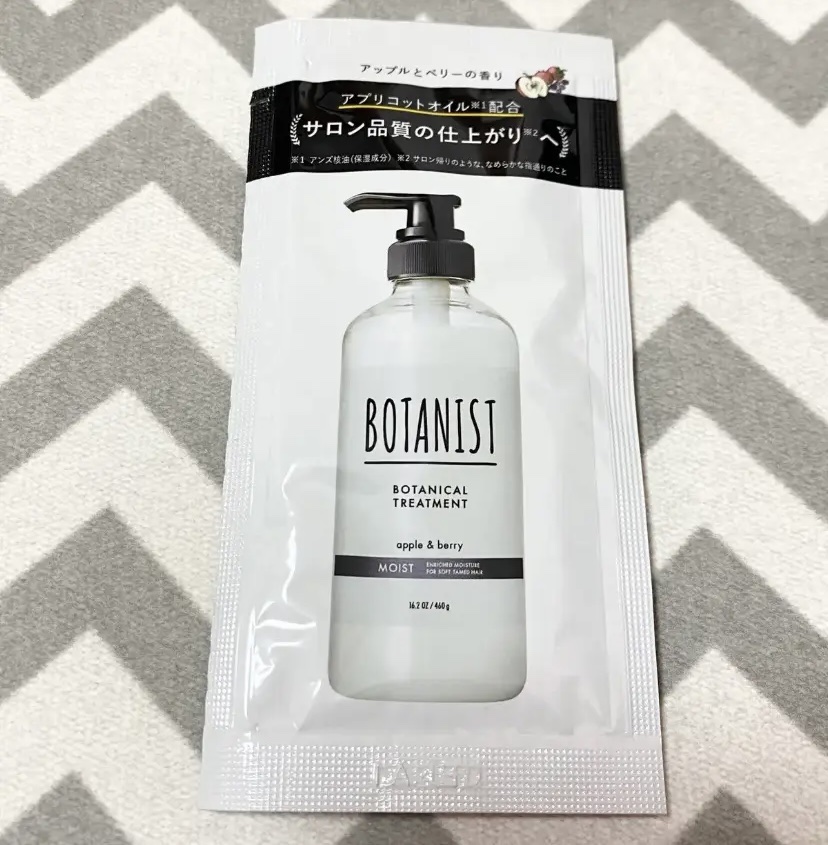 アップルとベリーの香り
アプリコットオイル※1配合
サロン品質の仕上がり※2へ
※1 アンズ核油(保湿成分) ※2 サロン帰りのような、なめらかな指通りのこと
BOTANIST
BOTANICAL
TREATMENT
apple & berry
MOIST ENRICHED MOISTURE
FOR SOFT, TAMED HAIR
16.2 OZ / 460 g